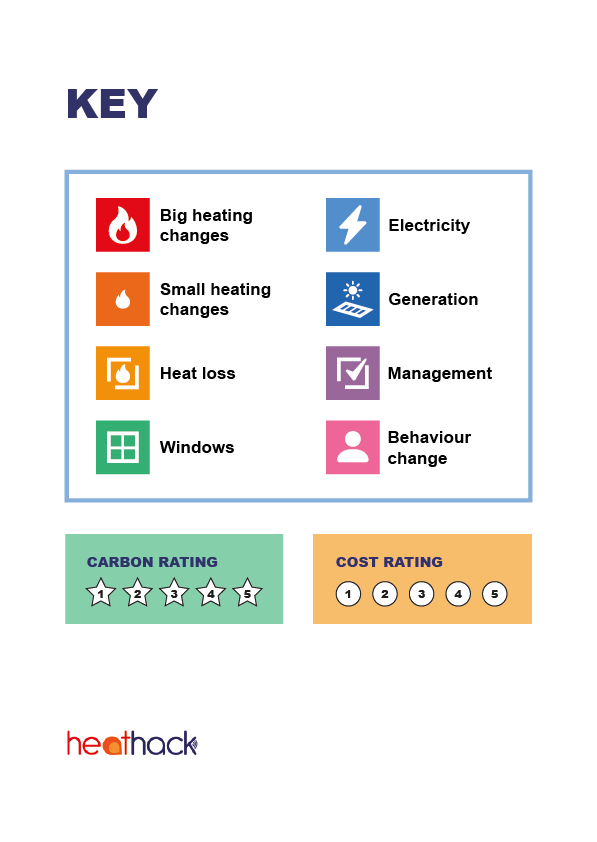 KEY
Big heating
changes
Small heating
changes
Heat loss
Windows
Electricity
Generation
Management
Behaviour
change
CARBON RATING
1 2 3 4 5
COST RATING
1 2 3 4 5
heathack